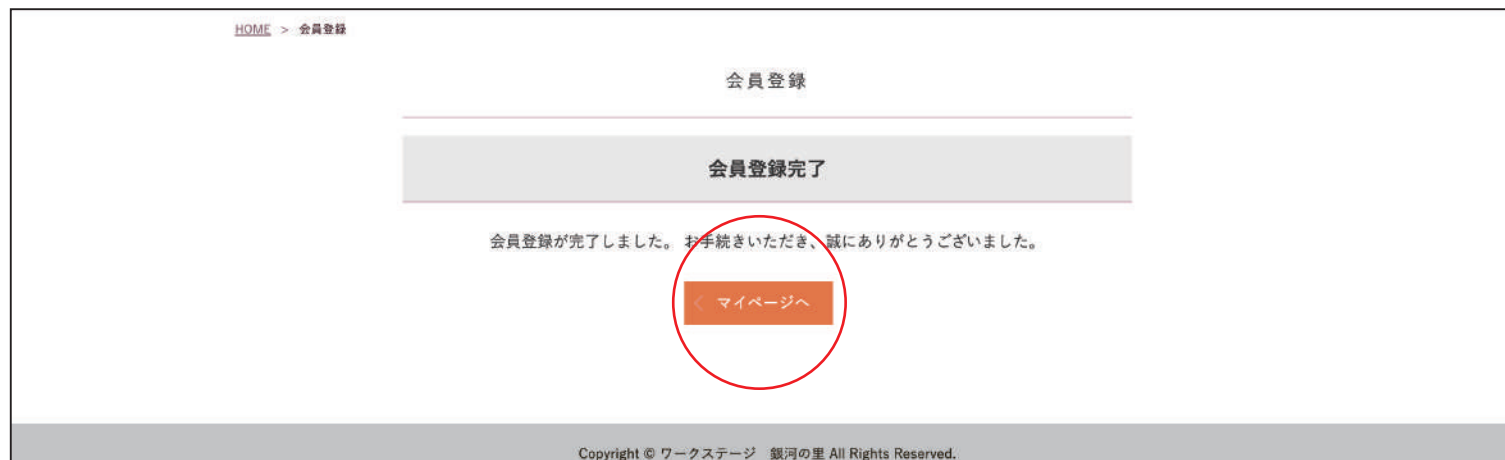 HOME > 会員登録
会員登録
会員登録完了
会員登録が完了しました。 お手続きいただき、誠にありがとうございました。
< マイページへ
Copyright © ワークステージ　銀河の里 All Rights Reserved.